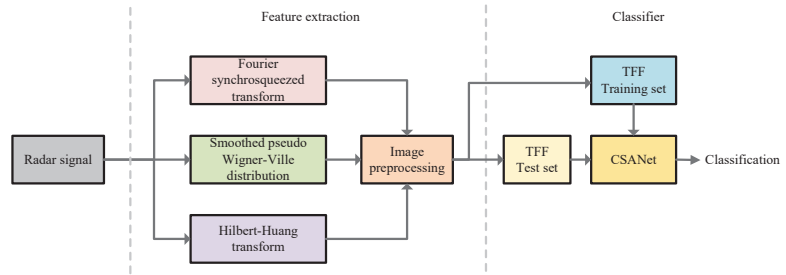 Feature extraction
Classifier
Fourier
synchrosqueezed
transform
TFF
Training set
Radar signal
Smoothed pseudo
Wigner-Ville
distribution
Image
preprocessing
TFF
Test set
CSANet
Classification
Hilbert-Huang
transform